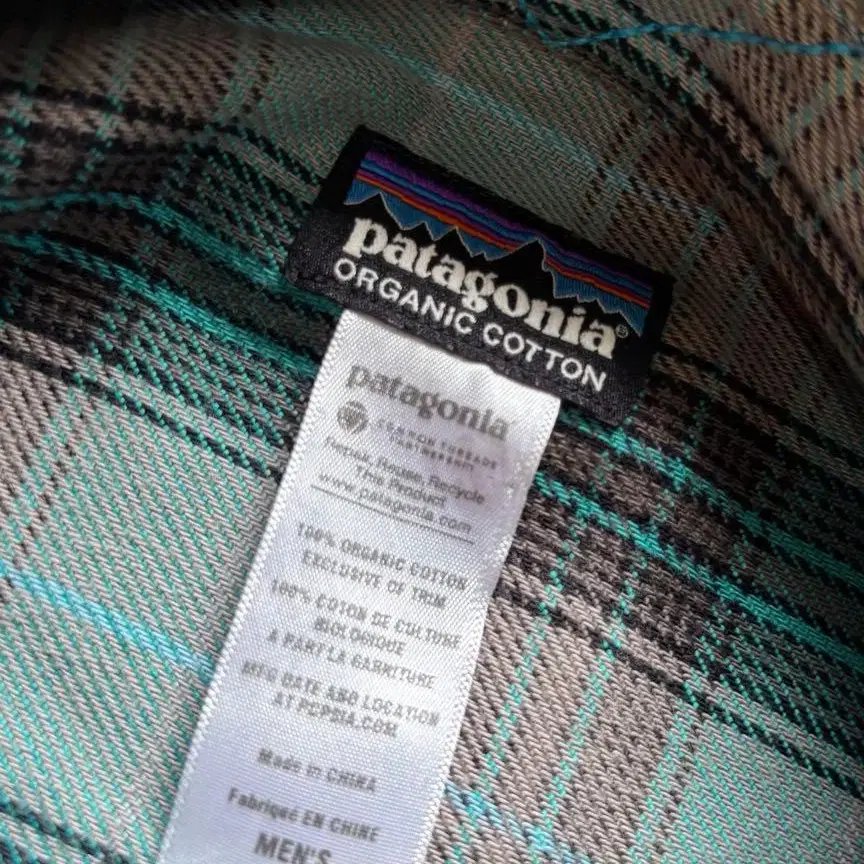 patagonia®
ORGANIC COTTON
patagonia
COMMON THREADS
PARTNERSHIP
Repair, Reuse, Recycle
This Product
www.patagonia.com
100% ORGANIC COTTON
EXCLUSIVE OF TRIM
100% COTON DE CULTURE
BIOLOGIQUE
A PART LA GARNITURE
MFG DATE AND LOCATION
AT PCPSIA.COM
Made in CHINA
Fabriqué EN CHINE
MEN'S